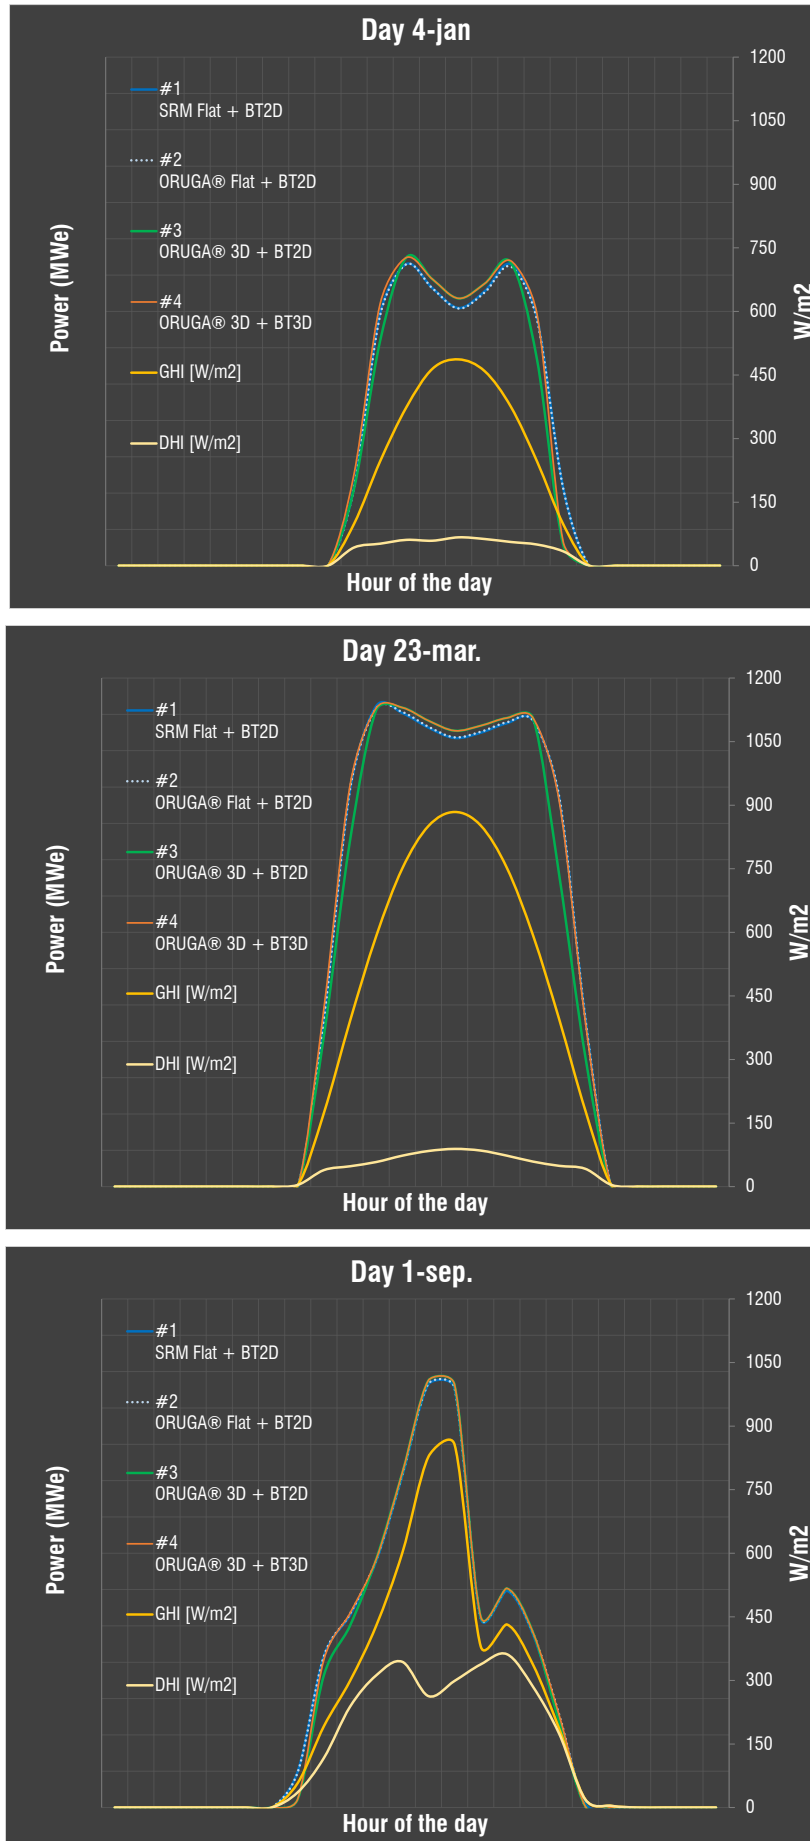 Day 4-jan
1200
#1
SRM Flat + BT2D
1050
#2
ORUGA® Flat + BT2D
900
#3
ORUGA® 3D + BT2D
750
Power (MWe)
W/m2
#4
ORUGA® 3D + BT3D
600
GHI [W/m2]
450
DHI [W/m2]
300
150
0
Hour of the day
Day 23-mar.
1200
#1
SRM Flat + BT2D
1050
#2
ORUGA® Flat + BT2D
900
#3
ORUGA® 3D + BT2D
750
Power (MWe)
W/m2
#4
ORUGA® 3D + BT3D
600
GHI [W/m2]
450
DHI [W/m2]
300
150
0
Hour of the day
Day 1-sep.
1200
#1
SRM Flat + BT2D
1050
#2
ORUGA® Flat + BT2D
900
#3
ORUGA® 3D + BT2D
750
Power (MWe)
W/m2
#4
ORUGA® 3D + BT3D
600
GHI [W/m2]
450
DHI [W/m2]
300
150
0
Hour of the day